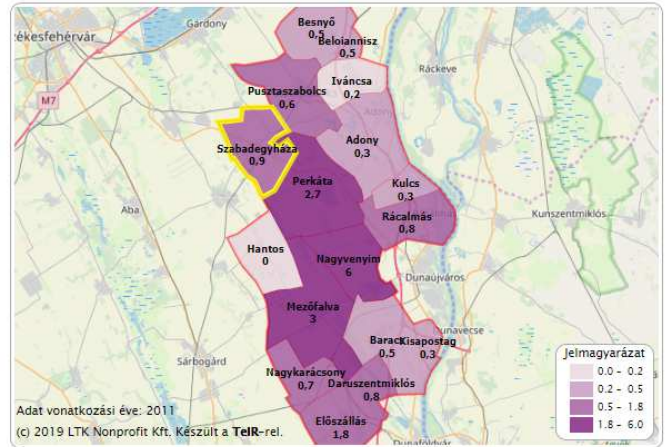 Besnyő
0,5
Beloiannisz
0,5
Gárdony
zékesfehérvár
Iváncsa
0,2
Ráckeve
M7
Pusztaszabolcs
0,6
Adony
0,3
Szabadegyháza
0,9
Perkáta
2,7
Kulcs
0,3
Aba
Rácalmás
0,8
Kunszentmiklós
Hantos
0
Nagyvenyim
6
Dunaújváros
Mezőfalva
3
Baracs
0,5
Kisapostag
0,3
unavecse
Sárbogárd
Nagykarácsony
0,7
Daruszentmiklós
0,8
Előszállás
1,8
Dunaföldvár
Jelmagyarázat
0.0 - 0.2
0.2 - 0.5
0.5 - 1.8
1.8 - 6.0
Adat vonatkozási éve: 2011
(c) 2019 LTK Nonprofit Kft. Készült a TeIR-rel.